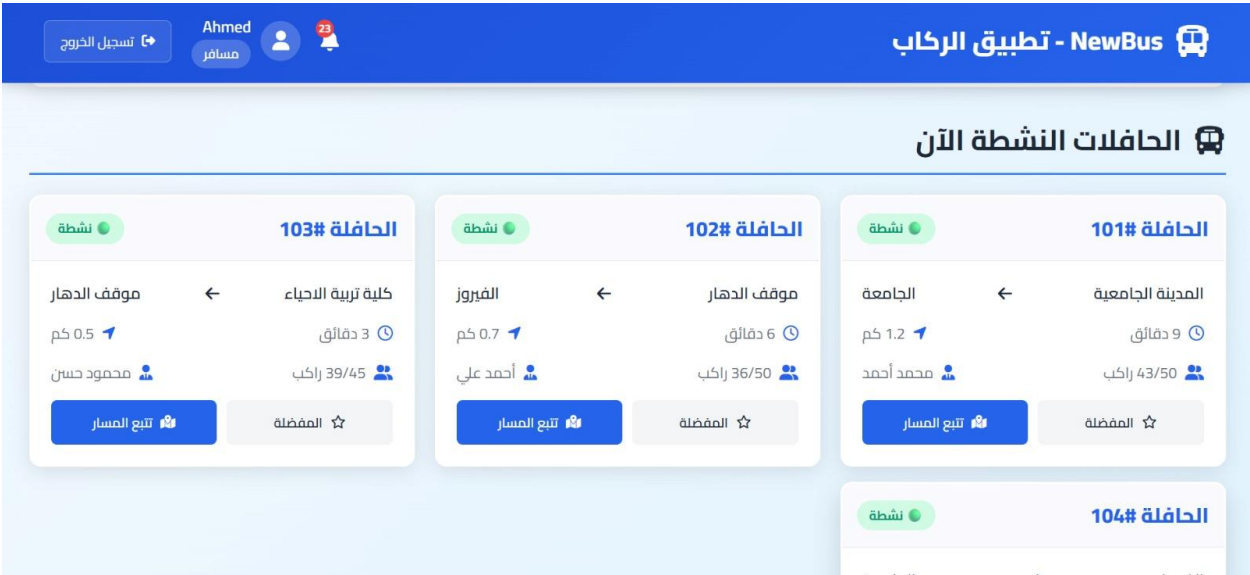 NewBus - تطبيق الركاب
23
Ahmed
مسافر
تسجيل الخروج
الحافلات النشطة الآن
الحافلة #101
نشطة
المدينة الجامعية ← الجامعة
9 دقائق
1.2 كم
43/50 راكب
محمد أحمد
المفضلة
تتبع المسار
الحافلة #102
نشطة
موقف الدهار ← الفيروز
6 دقائق
0.7 كم
36/50 راكب
أحمد علي
المفضلة
تتبع المسار
الحافلة #103
نشطة
كلية تربية الاحياء ← موقف الدهار
3 دقائق
0.5 كم
39/45 راكب
محمود حسن
المفضلة
تتبع المسار
الحافلة #104
نشطة